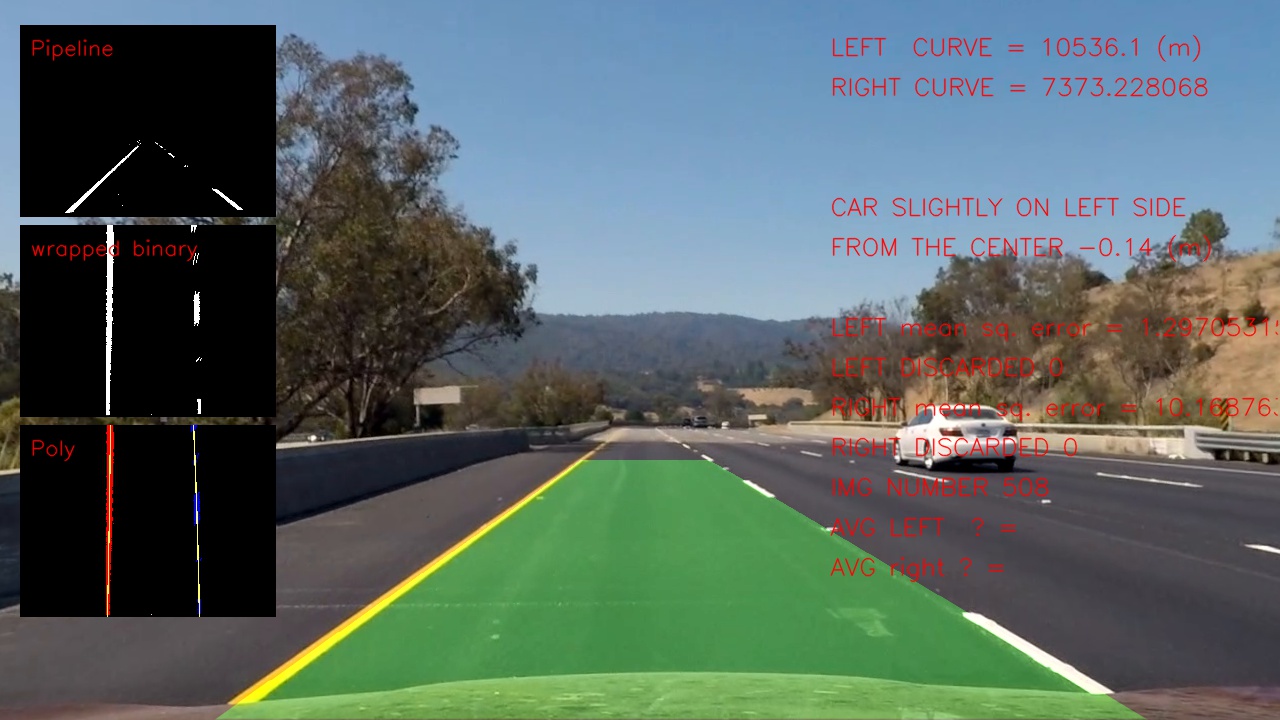 Pipeline
wrapped binary
Poly
LEFT CURVE = 10536.1 (m)
RIGHT CURVE = 7373.228068
CAR SLIGHTLY ON LEFT SIDE
FROM THE CENTER -0.14 (m)
LEFT mean sq. error = 1.2970531
LEFT DISCARDED 0
RIGHT mean sq. error = 10.16876
RIGHT DISCARDED 0
IMG NUMBER 508
AVG LEFT ? =
AVG right ? =